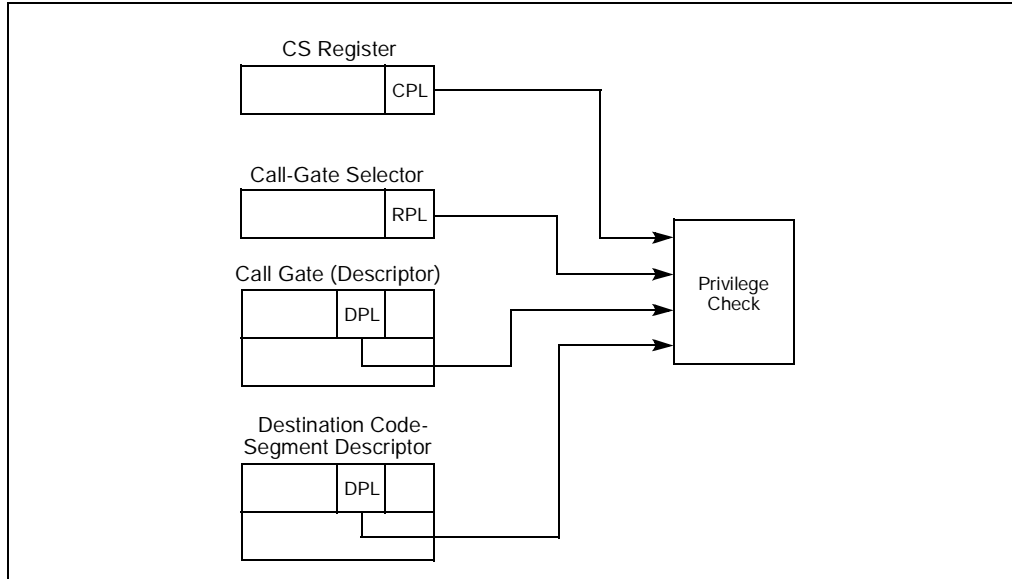 CS Register
CPL
Call-Gate Selector
RPL
Call Gate (Descriptor)
DPL
Privilege
Check
Destination Code-
Segment Descriptor
DPL